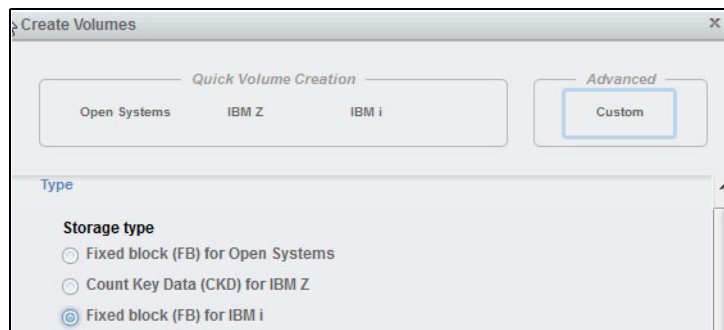 Create Volumes x
Quick Volume Creation Advanced
Open Systems IBM Z IBM i Custom
Type
Storage type
Fixed block (FB) for Open Systems
Count Key Data (CKD) for IBM Z
Fixed block (FB) for IBM i